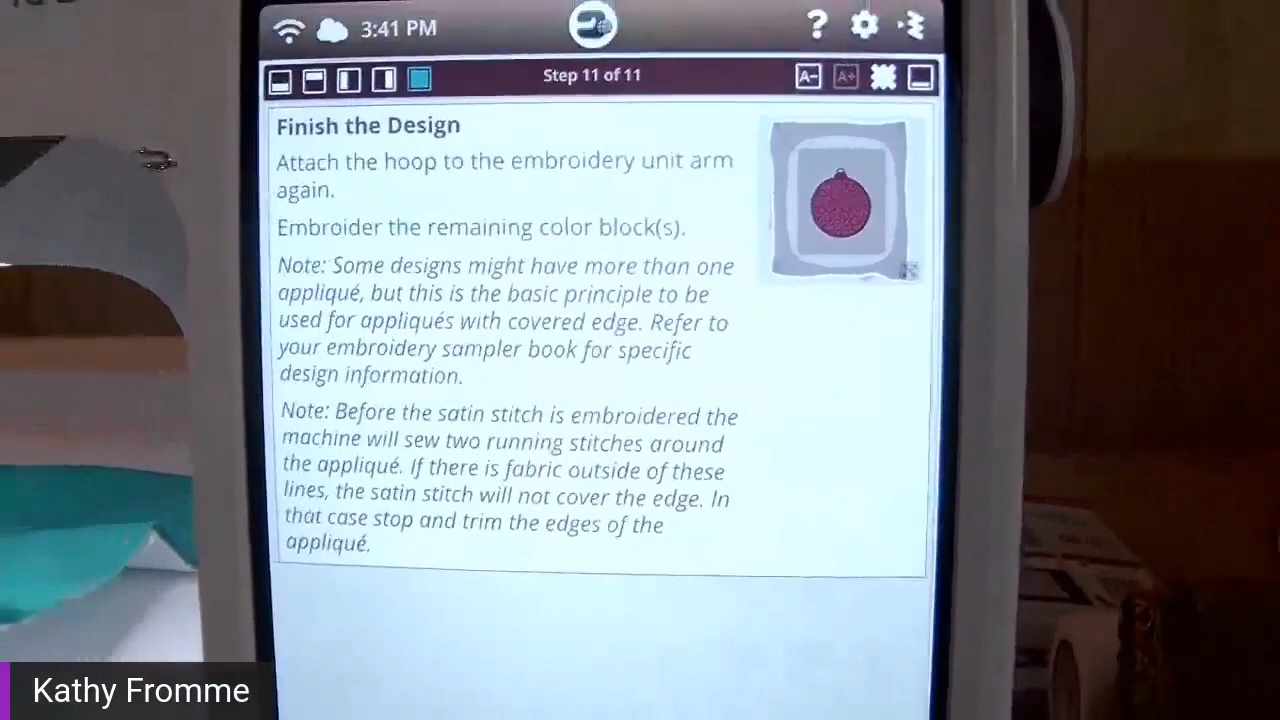 3:41 PM
?
Step 11 of 11
A-
A+
Finish the Design
Attach the hoop to the embroidery unit arm
again.
Embroider the remaining color block(s).
Note: Some designs might have more than one
appliqué, but this is the basic principle to be
used for appliqués with covered edge. Refer to
your embroidery sampler book for specific
design information.
Note: Before the satin stitch is embroidered the
machine will sew two running stitches around
the appliqué. If there is fabric outside of these
lines, the satin stitch will not cover the edge. In
that case stop and trim the edges of the
appliqué.
Kathy Fromme